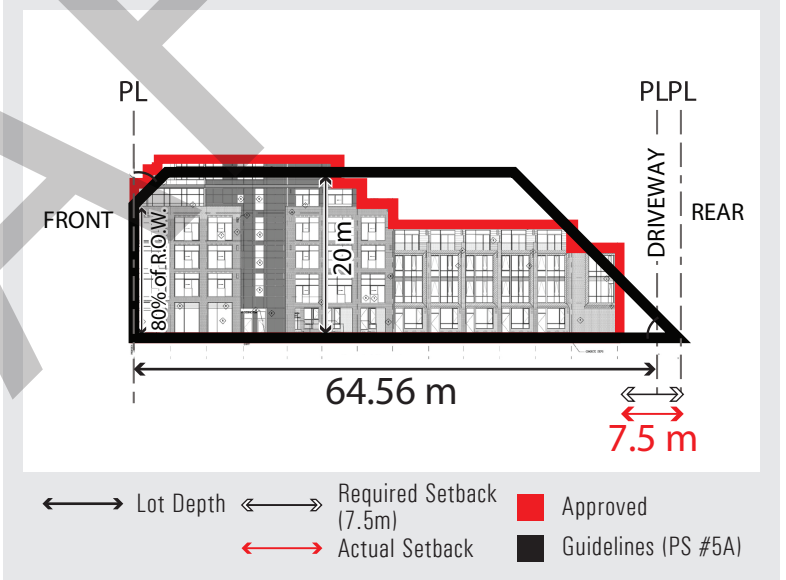 PL
PLPL
FRONT
80% of R.O.W.
20 m
DRIVEWAY
REAR
64.56 m
7.5 m
Lot Depth
Required Setback
(7.5m)
Actual Setback
Approved
Guidelines (PS #5A)